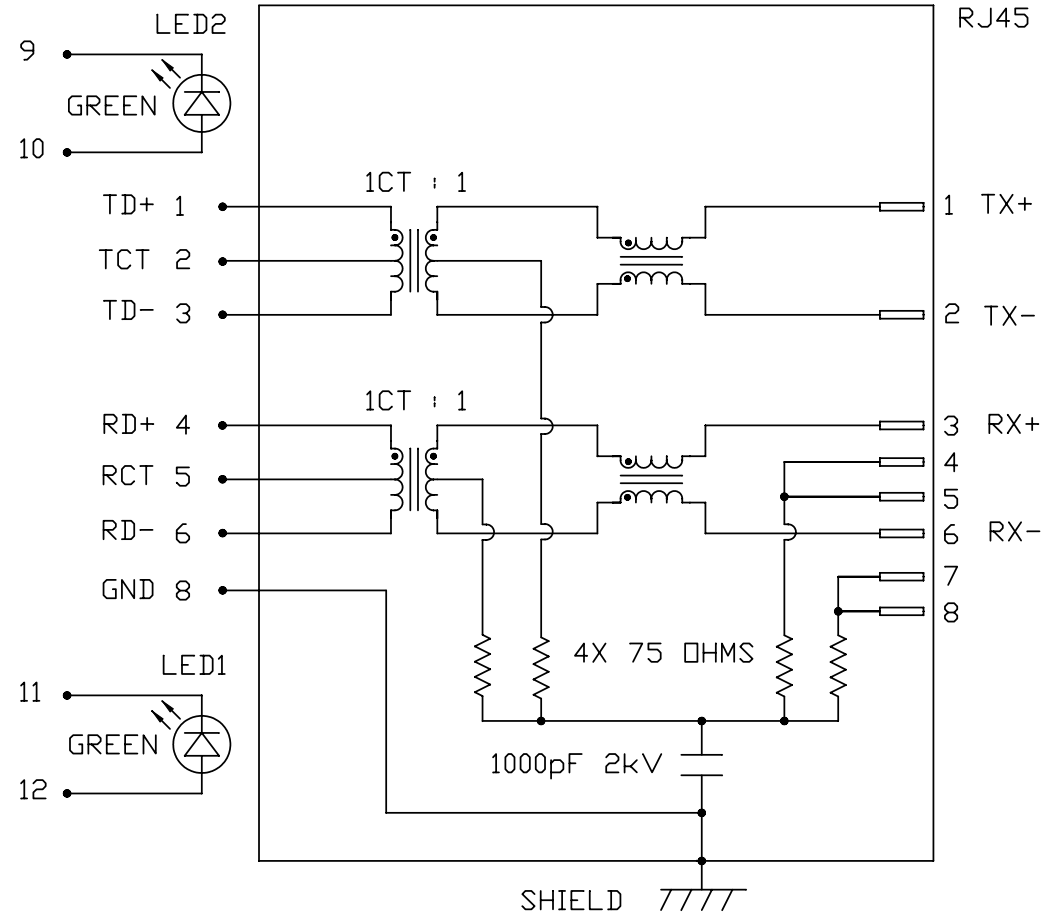 LED2
RJ45
9
GREEN
10
1CT : 1
TD+ 1
1 TX+
TCT 2
TD- 3
2 TX-
1CT : 1
RD+ 4
3 RX+
4
RCT 5
5
RD- 6
6 RX-
7
GND 8
8
4X 75 OHMS
LED1
11
GREEN
1000pF 2kV
12
SHIELD